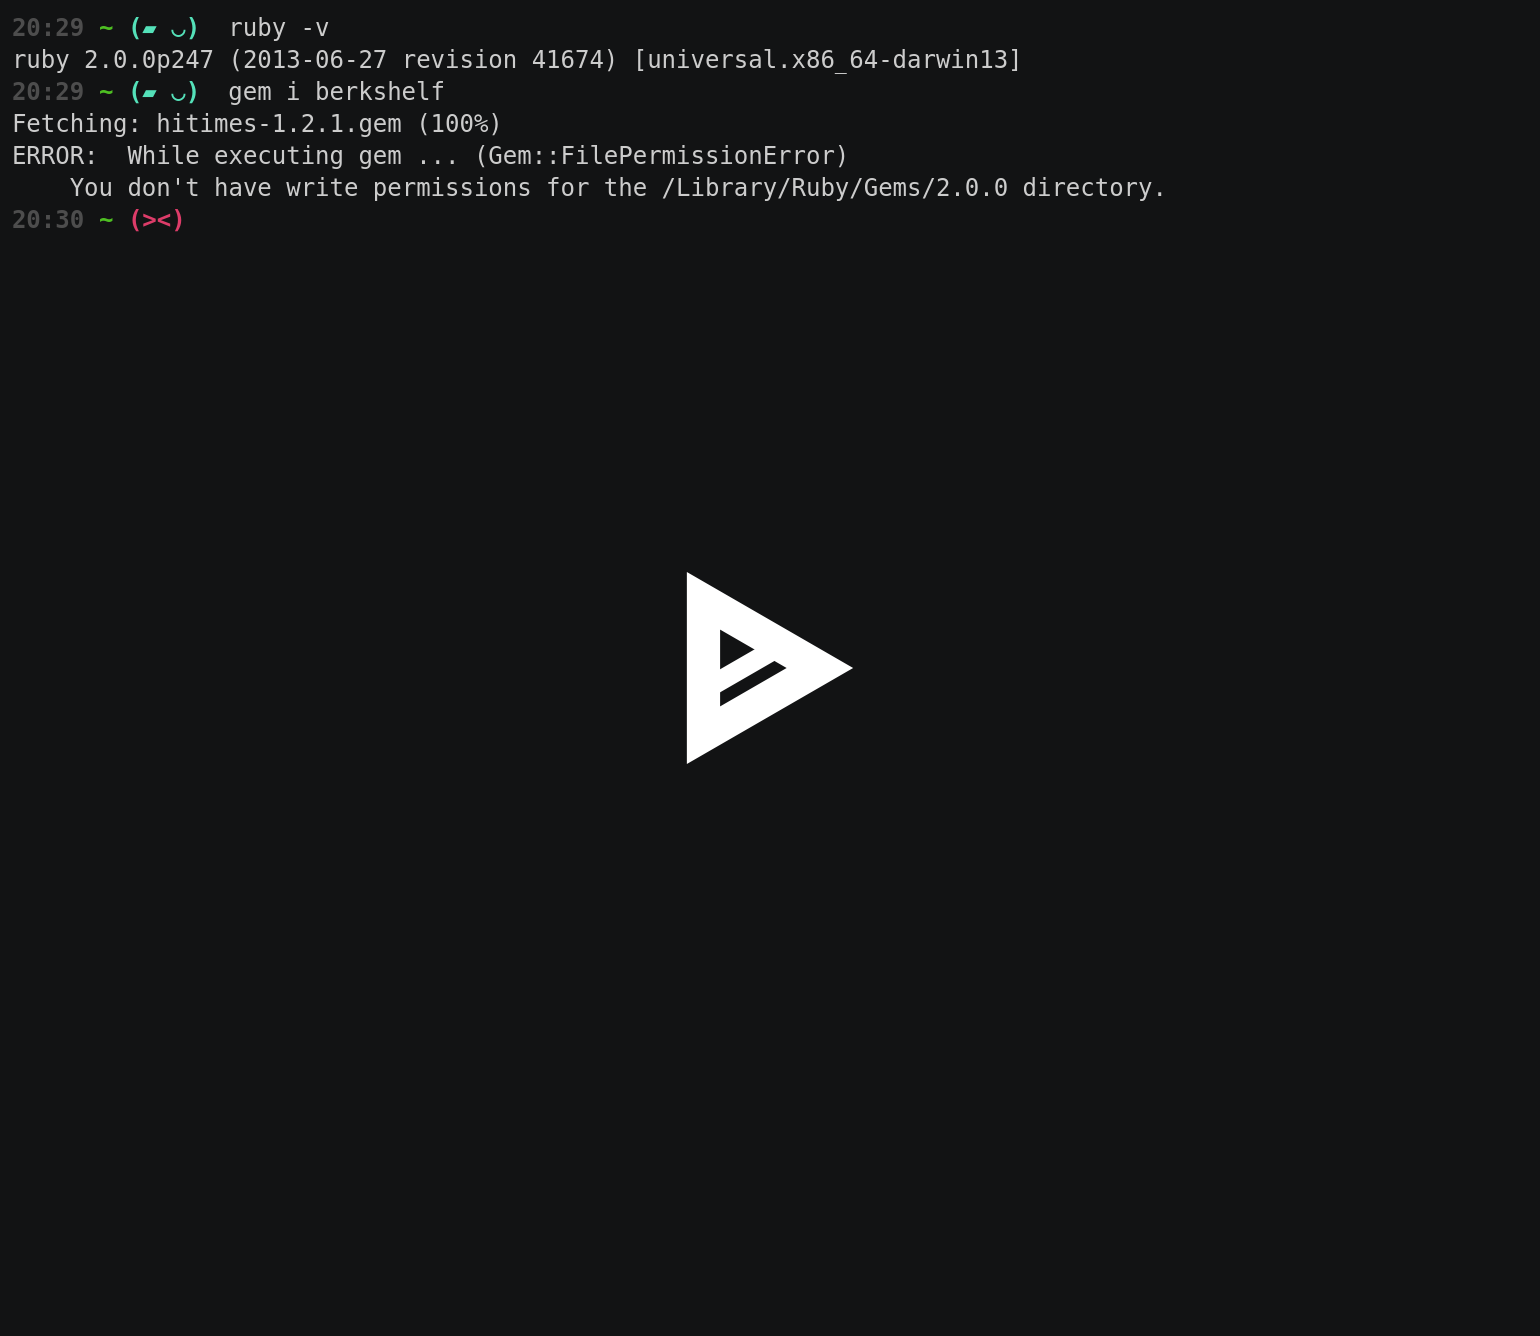 20:29 ~ (▰ ◡)  ruby -v
ruby 2.0.0p247 (2013-06-27 revision 41674) [universal.x86_64-darwin13]
20:29 ~ (▰ ◡)  gem i berkshelf
Fetching: hitimes-1.2.1.gem (100%)
ERROR:  While executing gem ... (Gem::FilePermissionError)
    You don't have write permissions for the /Library/Ruby/Gems/2.0.0 directory.
20:30 ~ (><)